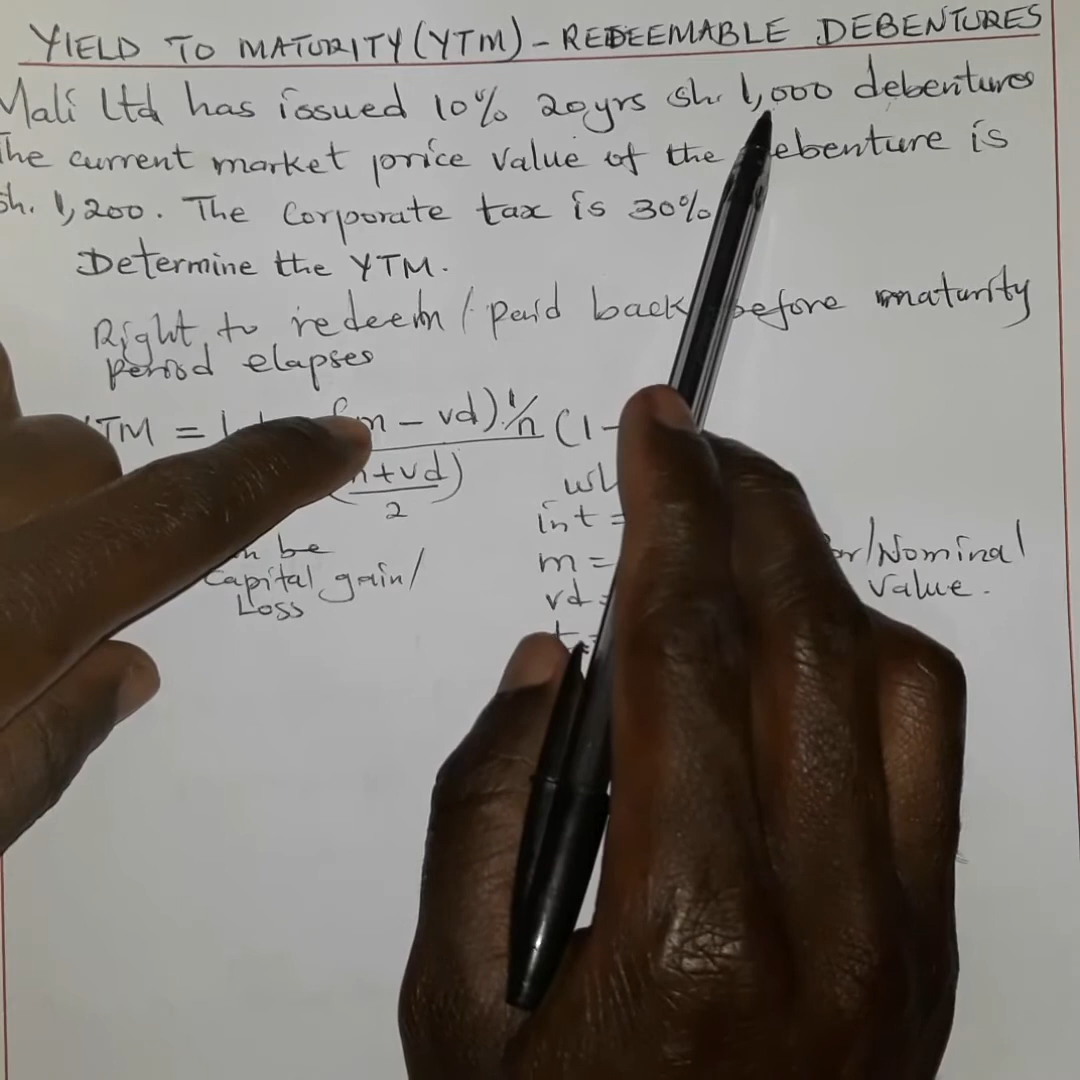 YIELD TO MATURITY (YTM) - REDEEMABLE DEBENTURES
Mali Ltd has issued 10% 20yrs sh. 1,000 debentures
The current market price value of the ebenture is
sh. 1,200. The corporate tax is 30%
Determine the YTM.
Right to redeem / paid back before maturity
period elapses
TM = - vd) 1/n (1-
+vd)
2
int =
be
m = /Nominal
capital gain/
vd= Value.
Loss
t=